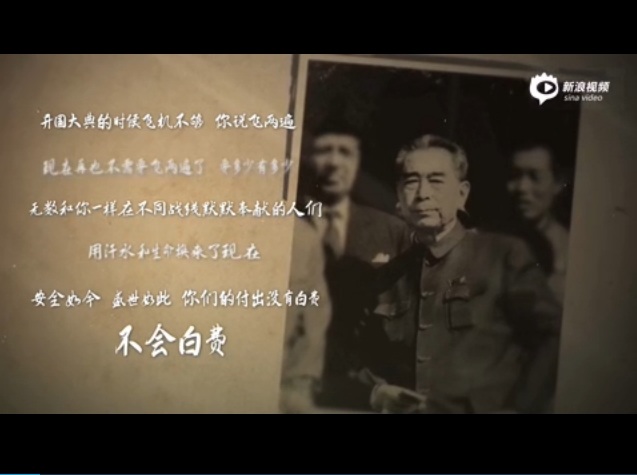 新浪视频
sina video
开国大典的时候飞机不够 你说飞两遍
现在再也不需要飞两遍了 要多少有多少
无数和你一样在不同战线默默奉献的人们
用汗水和生命换来了现在
安全如今 盛世如此 你们的付出没有白费
不会白费